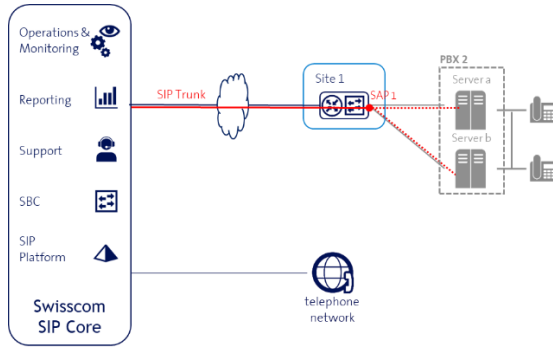 Operations &
Monitoring
Reporting
Support
SBC
SIP
Platform
Swisscom
SIP Core
SIP Trunk
Site 1
SAP 1
PBX 2
Server a
Server b
telephone
network